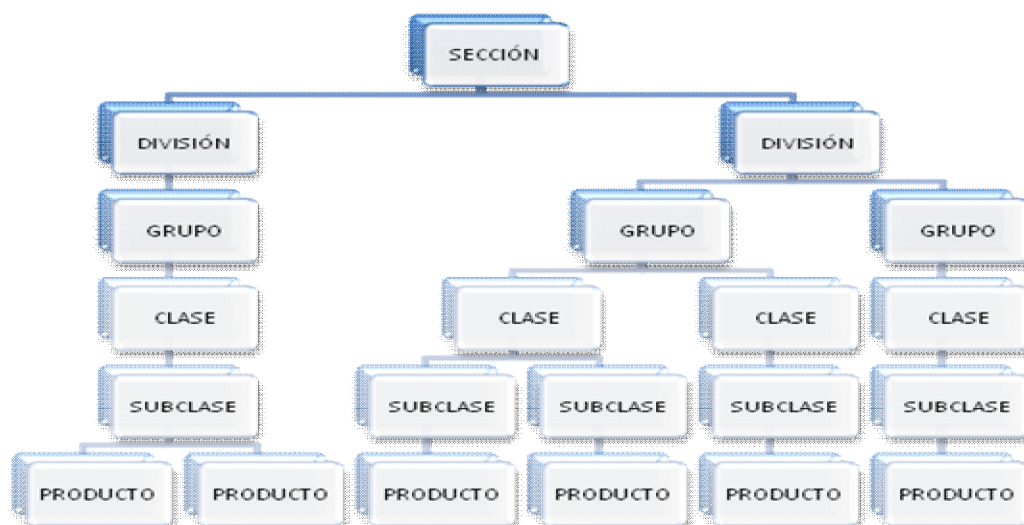 SECCIÓN
DIVISIÓN
DIVISIÓN
GRUPO
GRUPO
GRUPO
CLASE
CLASE
CLASE
CLASE
SUBCLASE
SUBCLASE
SUBCLASE
SUBCLASE
SUBCLASE
PRODUCTO
PRODUCTO
PRODUCTO
PRODUCTO
PRODUCTO
PRODUCTO